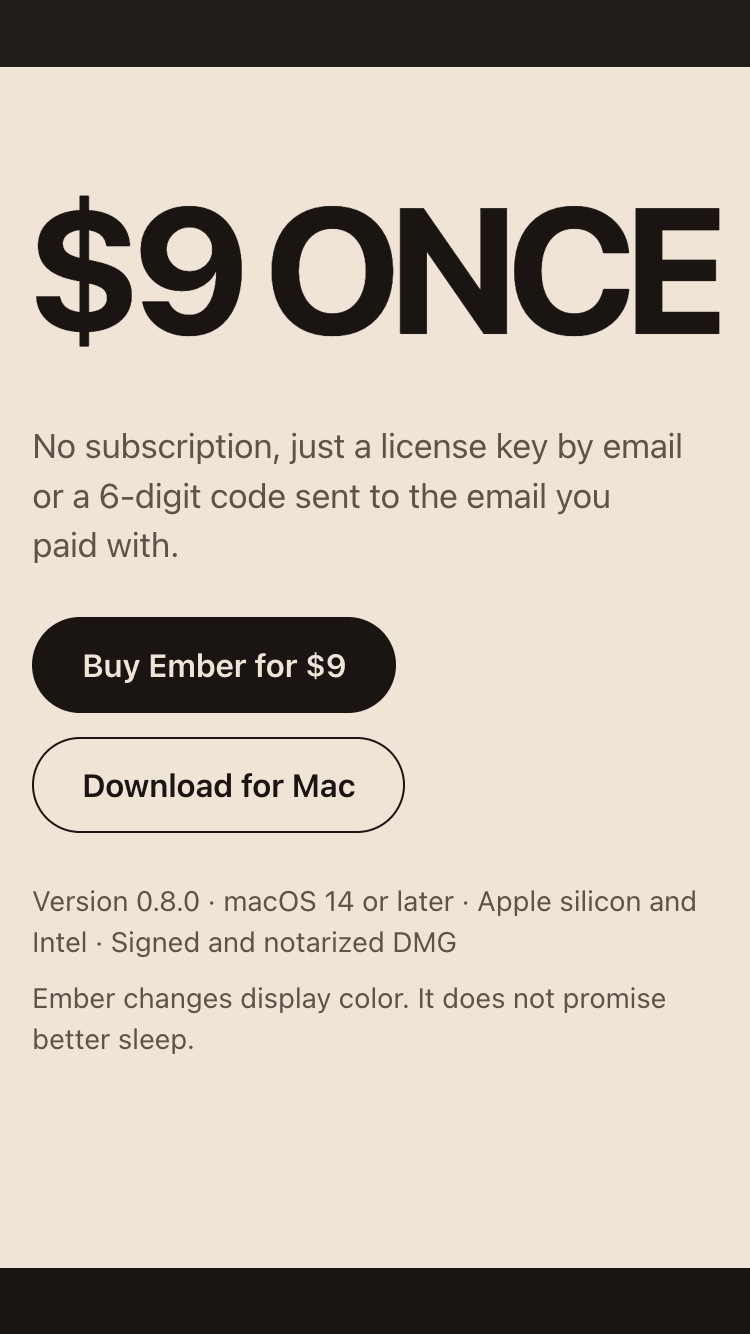 $9 ONCE
No subscription, just a license key by email
or a 6-digit code sent to the email you
paid with.
Buy Ember for $9
Download for Mac
Version 0.8.0 · macOS 14 or later · Apple silicon and
Intel · Signed and notarized DMG
Ember changes display color. It does not promise
better sleep.